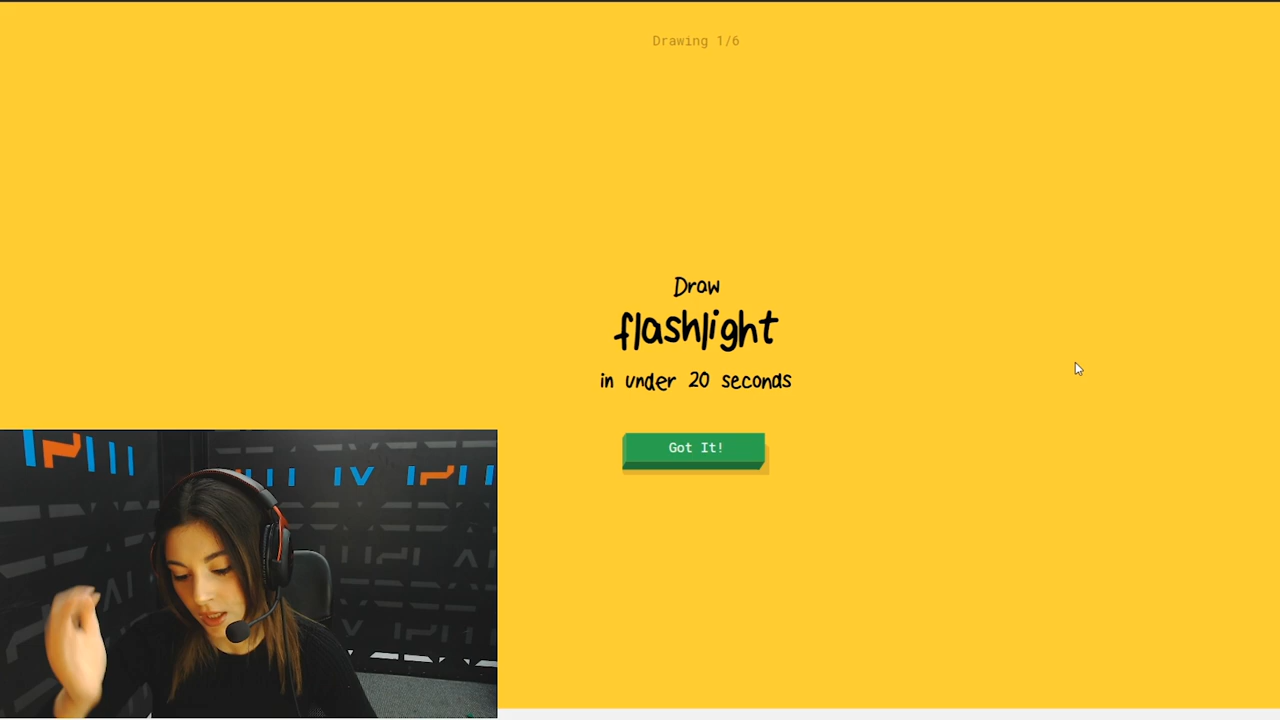 Drawing 1/6
Draw
flashlight
in under 20 seconds
Got It!